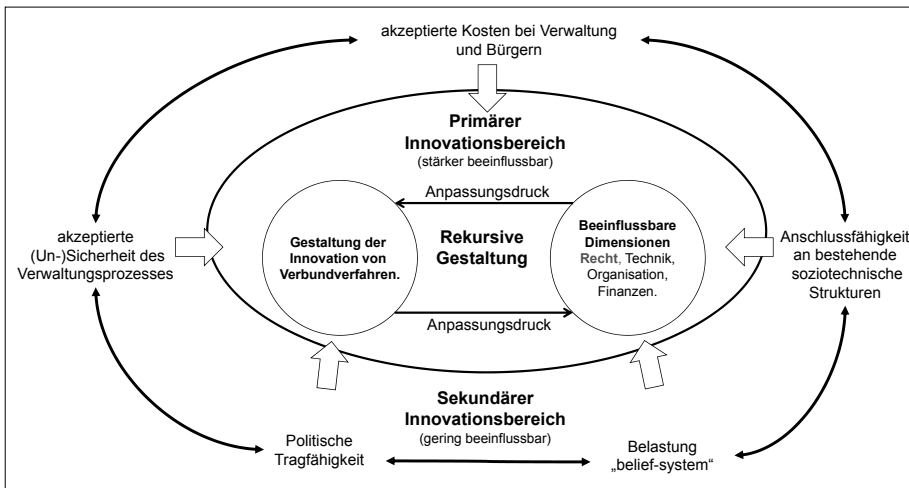 akzeptierte Kosten bei Verwaltung
und Bürgern
Primärer
Innovationsbereich
(stärker beeinflussbar)
Anpassungsdruck
akzeptierte
(Un-)Sicherheit des
Verwaltungsprozesses
Gestaltung der
Innovation von
Verbundverfahren.
Rekursive
Gestaltung
Beeinflussbare
Dimensionen
Recht, Technik,
Organisation,
Finanzen.
Anschlussfähigkeit
an bestehende
soziotechnische
Strukturen
Anpassungsdruck
Sekundärer
Innovationsbereich
(gering beeinflussbar)
Politische
Tragfähigkeit
Belastung
„belief-system“